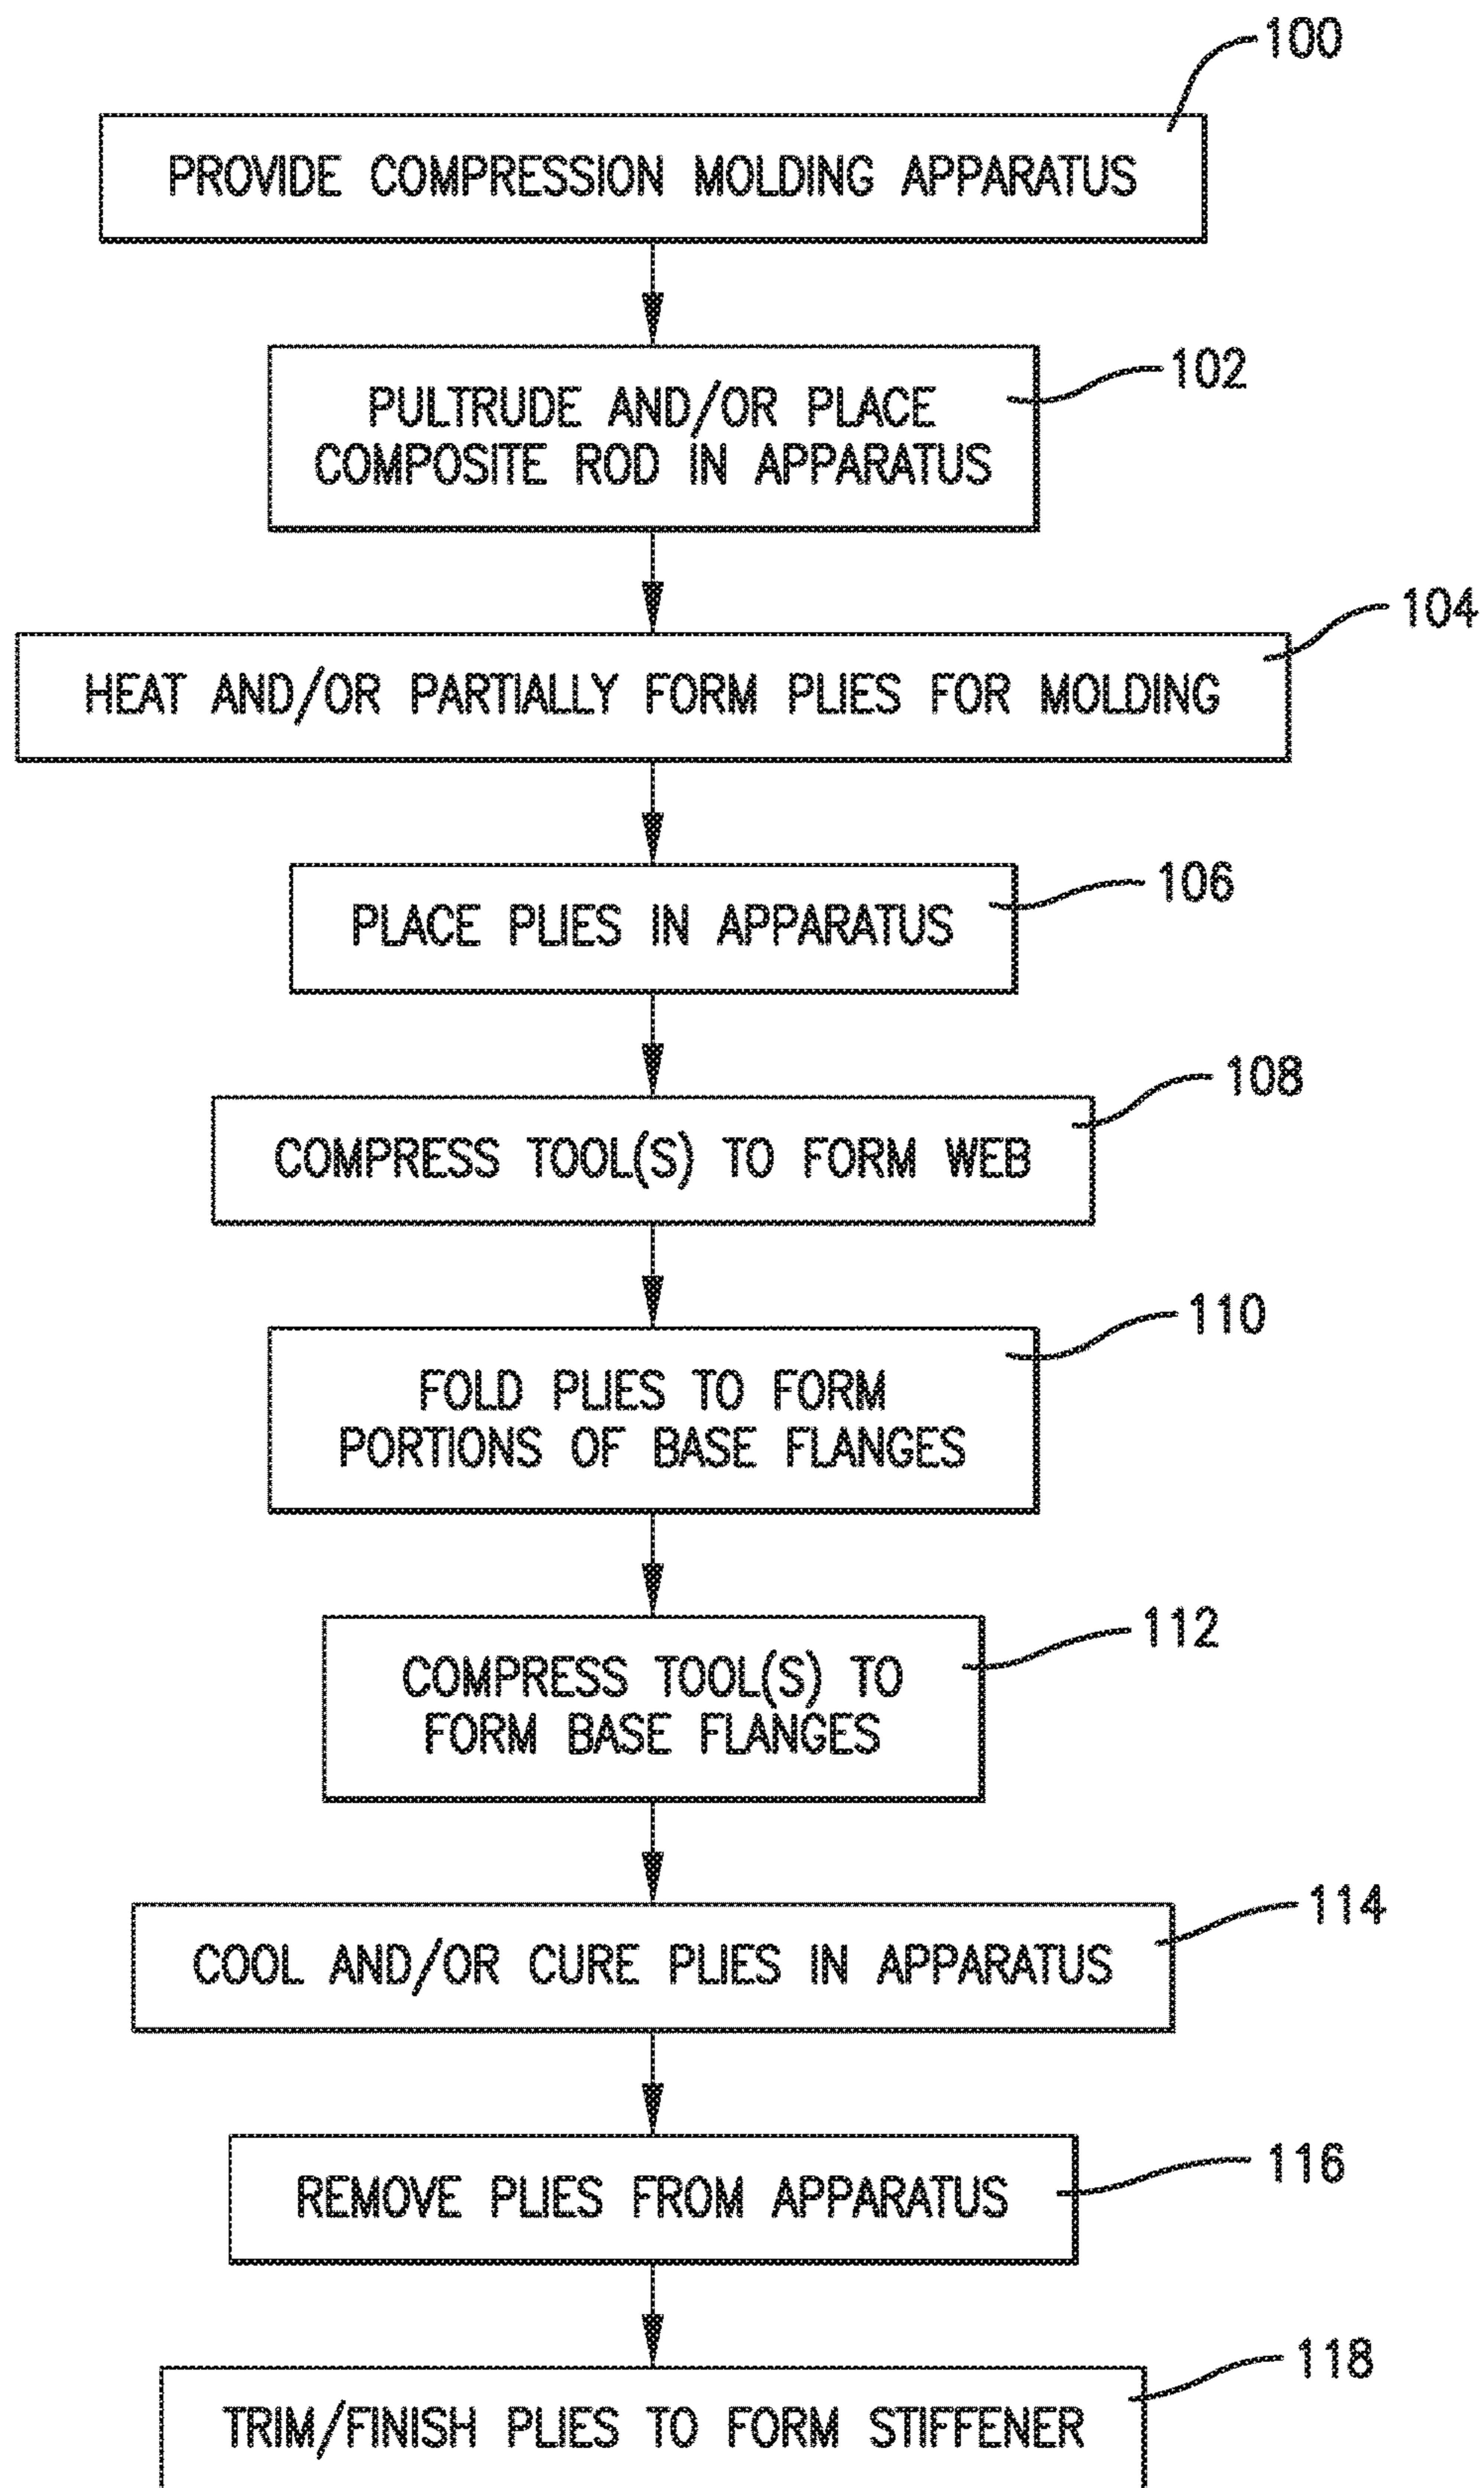 100
PROVIDE COMPRESSION MOLDING APPARATUS
102
PULTRUDE AND/OR PLACE
COMPOSITE ROD IN APPARATUS
104
HEAT AND/OR PARTIALLY FORM PLIES FOR MOLDING
106
PLACE PLIES IN APPARATUS
108
COMPRESS TOOL(S) TO FORM WEB
110
FOLD PLIES TO FORM
PORTIONS OF BASE FLANGES
112
COMPRESS TOOL(S) TO
FORM BASE FLANGES
114
COOL AND/OR CURE PLIES IN APPARATUS
116
REMOVE PLIES FROM APPARATUS
118
TRIM/FINISH PLIES TO FORM STIFFENER